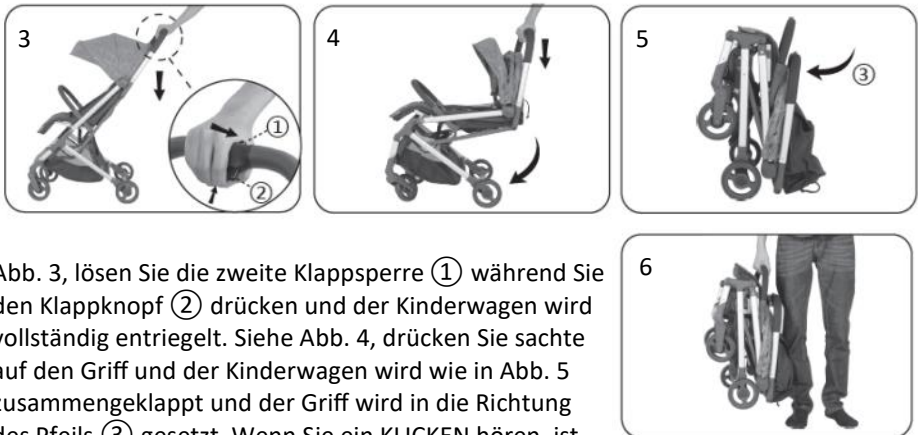 3
①
②
4
5
③
Abb. 3, lösen Sie die zweite Klappsperre ① während Sie
den Klappknopf ② drücken und der Kinderwagen wird
vollständig entriegelt. Siehe Abb. 4, drücken Sie sachte
auf den Griff und der Kinderwagen wird wie in Abb. 5
zusammengeklappt und der Griff wird in die Richtung
des Pfeils ③ gesetzt. Wenn Sie ein KLICKEN hören, ist
6